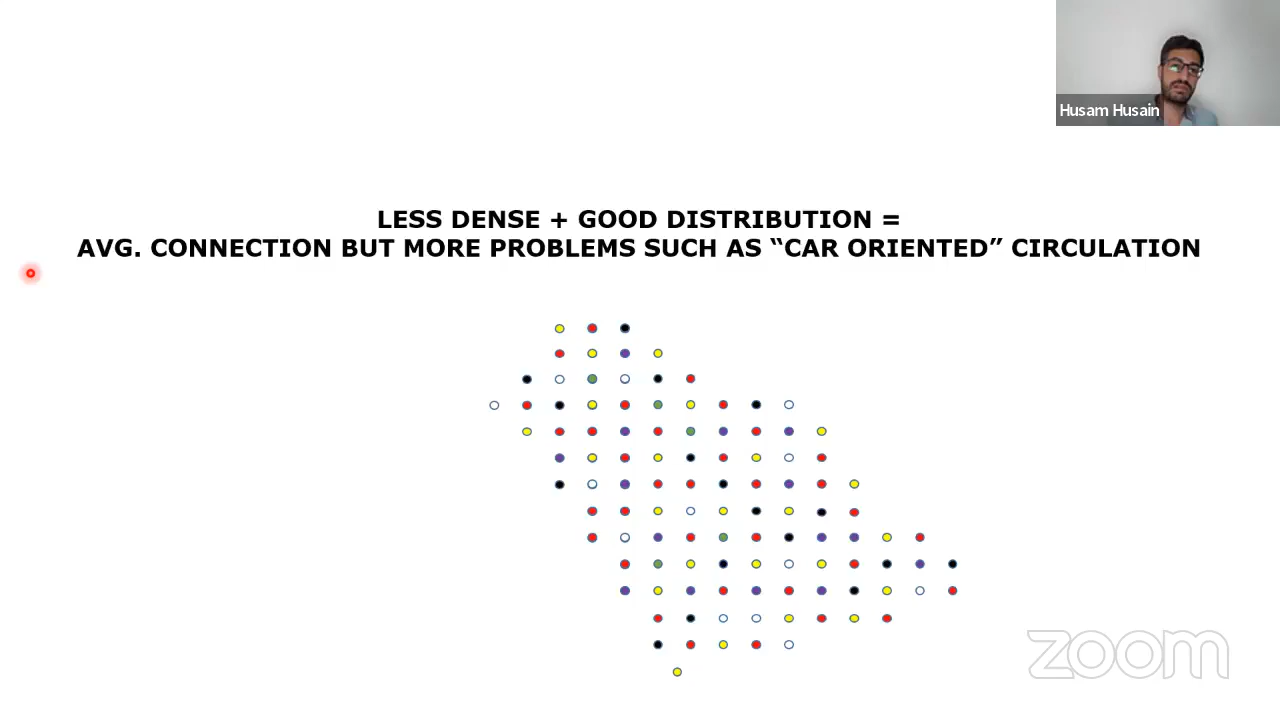 Husam Husain
LESS DENSE + GOOD DISTRIBUTION =
AVG. CONNECTION BUT MORE PROBLEMS SUCH AS “CAR ORIENTED” CIRCULATION
zoom